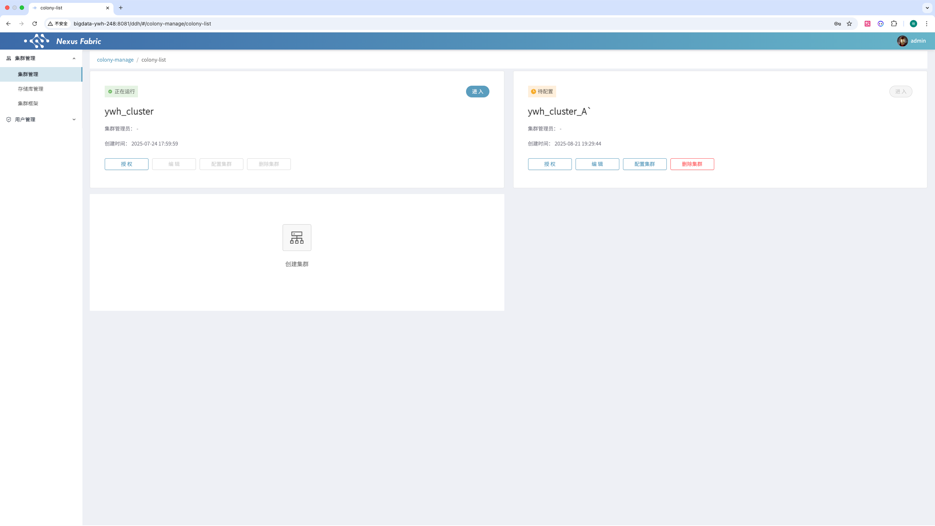 colony-list
不安全
bigdata-ywh-248:8081/ddh/#/colony-manage/colony-list
Nexus Fabric
admin
集群管理
集群管理
存储库管理
集群框架
用户管理
colony-manage / colony-list
正在运行
进 入
ywh_cluster
集群管理员： -
创建时间： 2025-07-24 17:59:59
授 权
编 辑
配置集群
删除集群
待配置
进 入
ywh_cluster_A`
集群管理员： -
创建时间： 2025-08-21 19:29:44
授 权
编 辑
配置集群
删除集群
创建集群